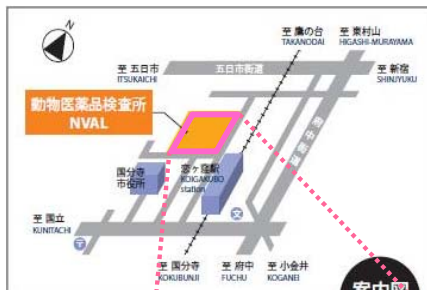 至 鷹の台
TAKANODAI
至 東村山
HIGASHI-MURAYAMA
至 五日市
ITSUKAICHI
五日市街道
至 新宿
SHINJYUKU
動物医薬品検査所
NVAL
府中街道
国分寺
市役所
恋ヶ窪駅
KOIGAKUBO
station
文
至 国立
KUNITACHI
〒
至 国分寺
KOKUBUNJI
至 府中
FUCHU
至 小金井
KOGANEI
案内図